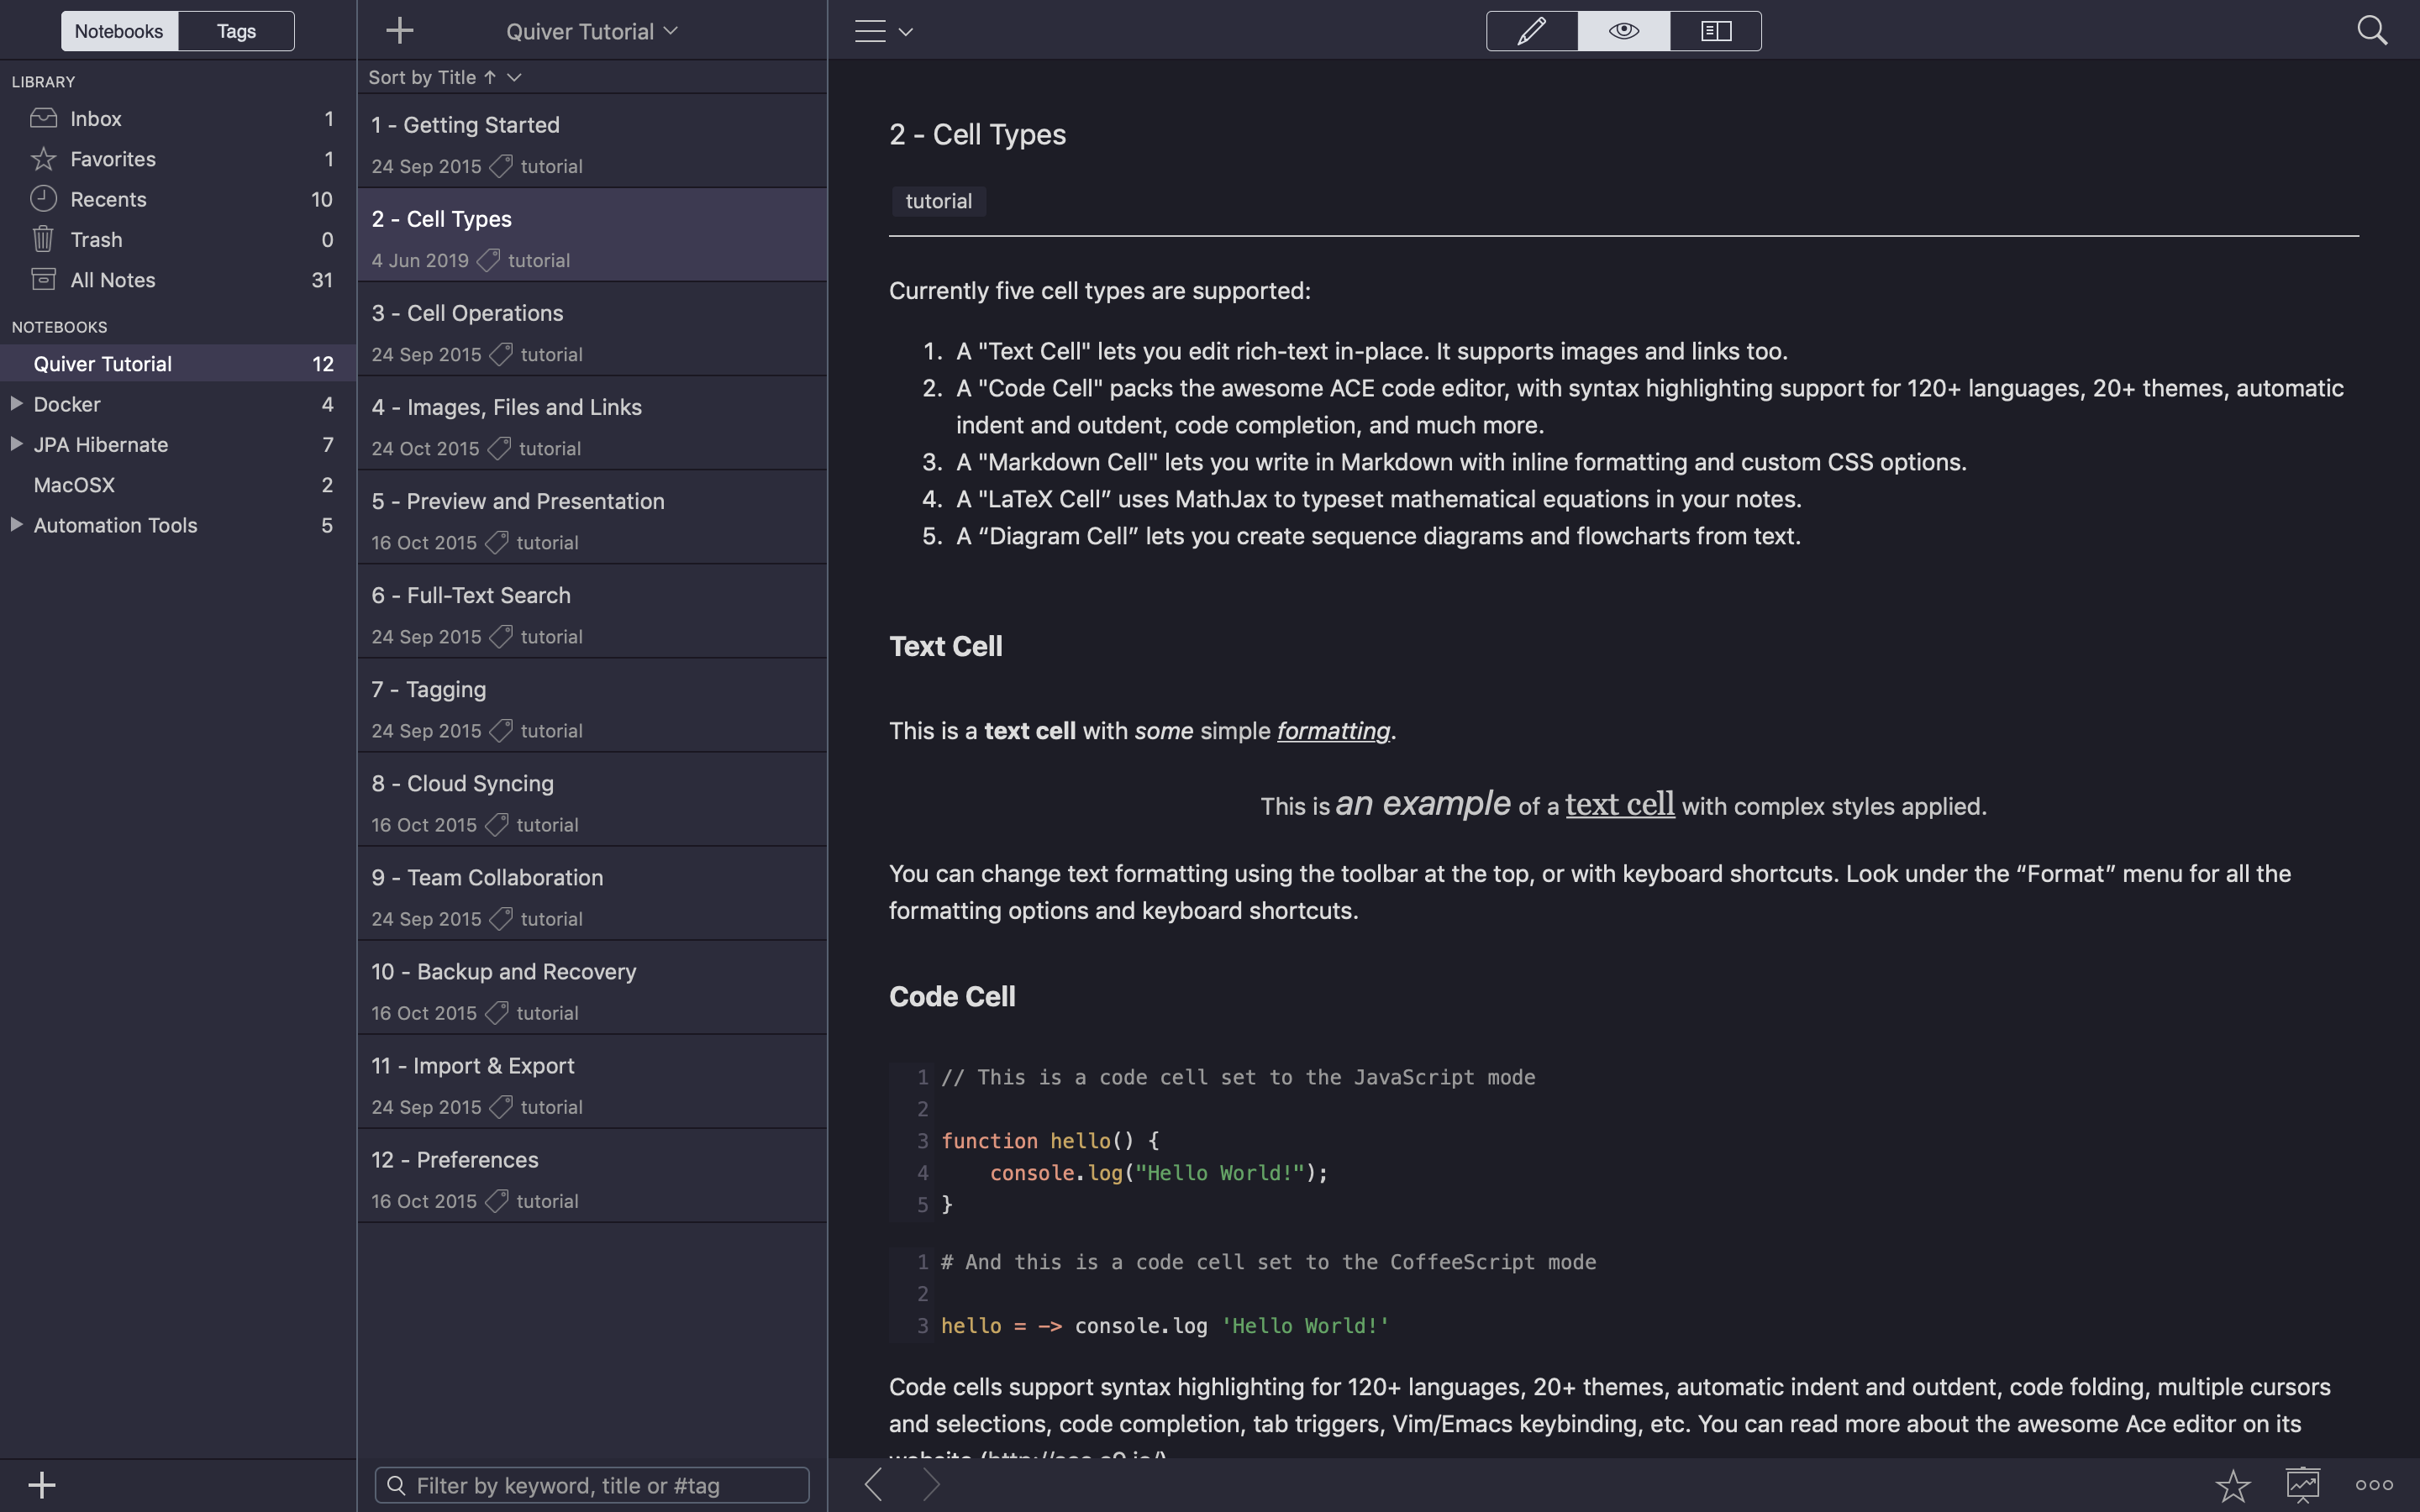 Notebooks
Tags
LIBRARY
Inbox 1
Favorites 1
Recents 10
Trash 0
All Notes 31
NOTEBOOKS
Quiver Tutorial 12
Docker 4
JPA Hibernate 7
MacOSX 2
Automation Tools 5
Quiver Tutorial
Sort by Title ↑
1 - Getting Started
24 Sep 2015 tutorial
2 - Cell Types
4 Jun 2019 tutorial
3 - Cell Operations
24 Sep 2015 tutorial
4 - Images, Files and Links
24 Oct 2015 tutorial
5 - Preview and Presentation
16 Oct 2015 tutorial
6 - Full-Text Search
24 Sep 2015 tutorial
7 - Tagging
24 Sep 2015 tutorial
8 - Cloud Syncing
16 Oct 2015 tutorial
9 - Team Collaboration
24 Sep 2015 tutorial
10 - Backup and Recovery
16 Oct 2015 tutorial
11 - Import & Export
24 Sep 2015 tutorial
12 - Preferences
16 Oct 2015 tutorial
Filter by keyword, title or #tag
2 - Cell Types
tutorial
Currently five cell types are supported:
1. A "Text Cell" lets you edit rich-text in-place. It supports images and links too.
2. A "Code Cell" packs the awesome ACE code editor, with syntax highlighting support for 120+ languages, 20+ themes, automatic
indent and outdent, code completion, and much more.
3. A "Markdown Cell" lets you write in Markdown with inline formatting and custom CSS options.
4. A "LaTeX Cell” uses MathJax to typeset mathematical equations in your notes.
5. A “Diagram Cell” lets you create sequence diagrams and flowcharts from text.
Text Cell
This is a text cell with some simple formatting.
This is an example of a text cell with complex styles applied.
You can change text formatting using the toolbar at the top, or with keyboard shortcuts. Look under the “Format” menu for all the
formatting options and keyboard shortcuts.
Code Cell
1 // This is a code cell set to the JavaScript mode
2
3 function hello() {
4     console.log("Hello World!");
5 }
1 # And this is a code cell set to the CoffeeScript mode
2
3 hello = -> console.log 'Hello World!'
Code cells support syntax highlighting for 120+ languages, 20+ themes, automatic indent and outdent, code folding, multiple cursors
and selections, code completion, tab triggers, Vim/Emacs keybinding, etc. You can read more about the awesome Ace editor on its
website (http://ace.c9.io/)